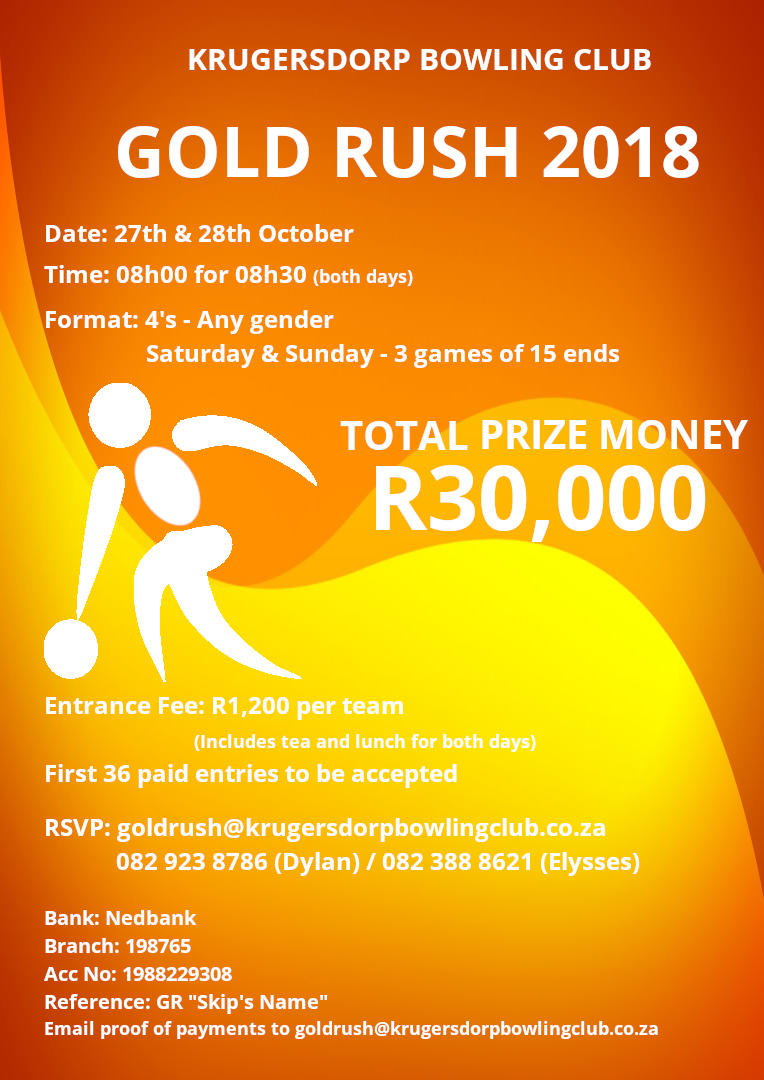 KRUGERSDORP BOWLING CLUB
GOLD RUSH 2018
Date: 27th & 28th October
Time: 08h00 for 08h30 (both days)
Format: 4's - Any gender
Saturday & Sunday - 3 games of 15 ends
TOTAL PRIZE MONEY
R30,000
Entrance Fee: R1,200 per team
(Includes tea and lunch for both days)
First 36 paid entries to be accepted
RSVP: goldrush@krugersdorpbowlingclub.co.za
082 923 8786 (Dylan) / 082 388 8621 (Elysses)
Bank: Nedbank
Branch: 198765
Acc No: 1988229308
Reference: GR "Skip's Name"
Email proof of payments to goldrush@krugersdorpbowlingclub.co.za